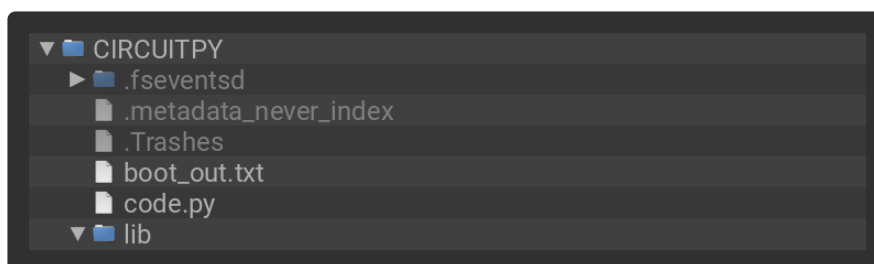 CIRCUITPY
.fseventsd
.metadata_never_index
.Trashes
boot_out.txt
code.py
lib